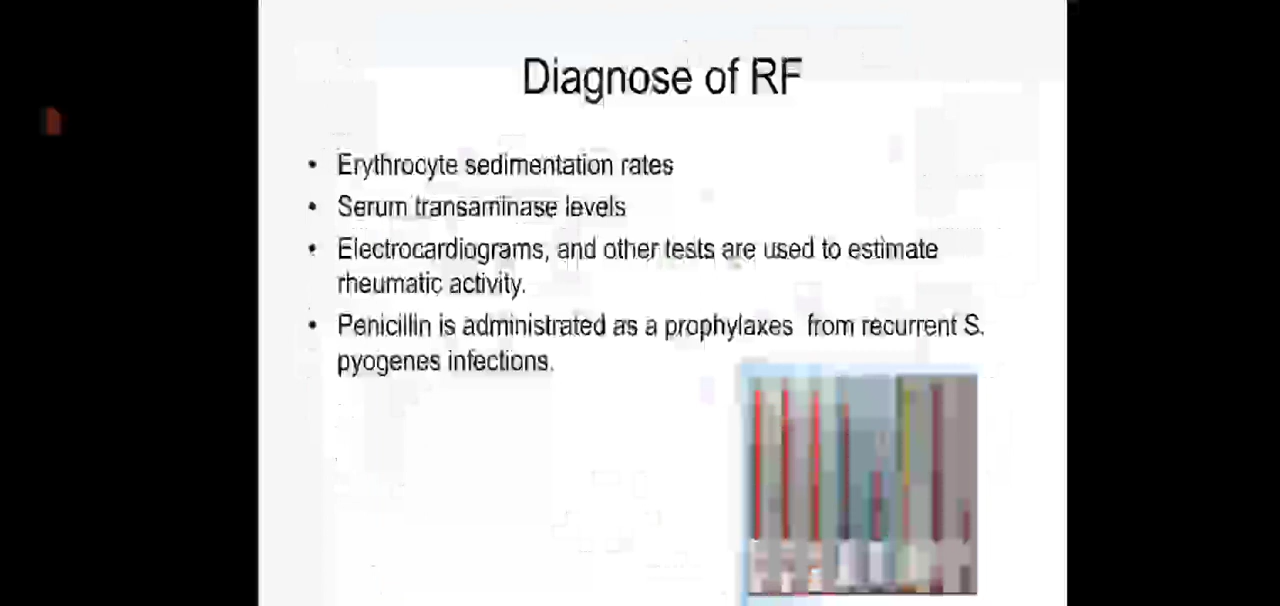 Diagnose of RF
• Erythrocyte sedimentation rates
• Serum transaminase levels
• Electrocardiograms, and other tests are used to estimate
rheumatic activity.
• Penicillin is administrated as a prophylaxes from recurrent S.
pyogenes infections.